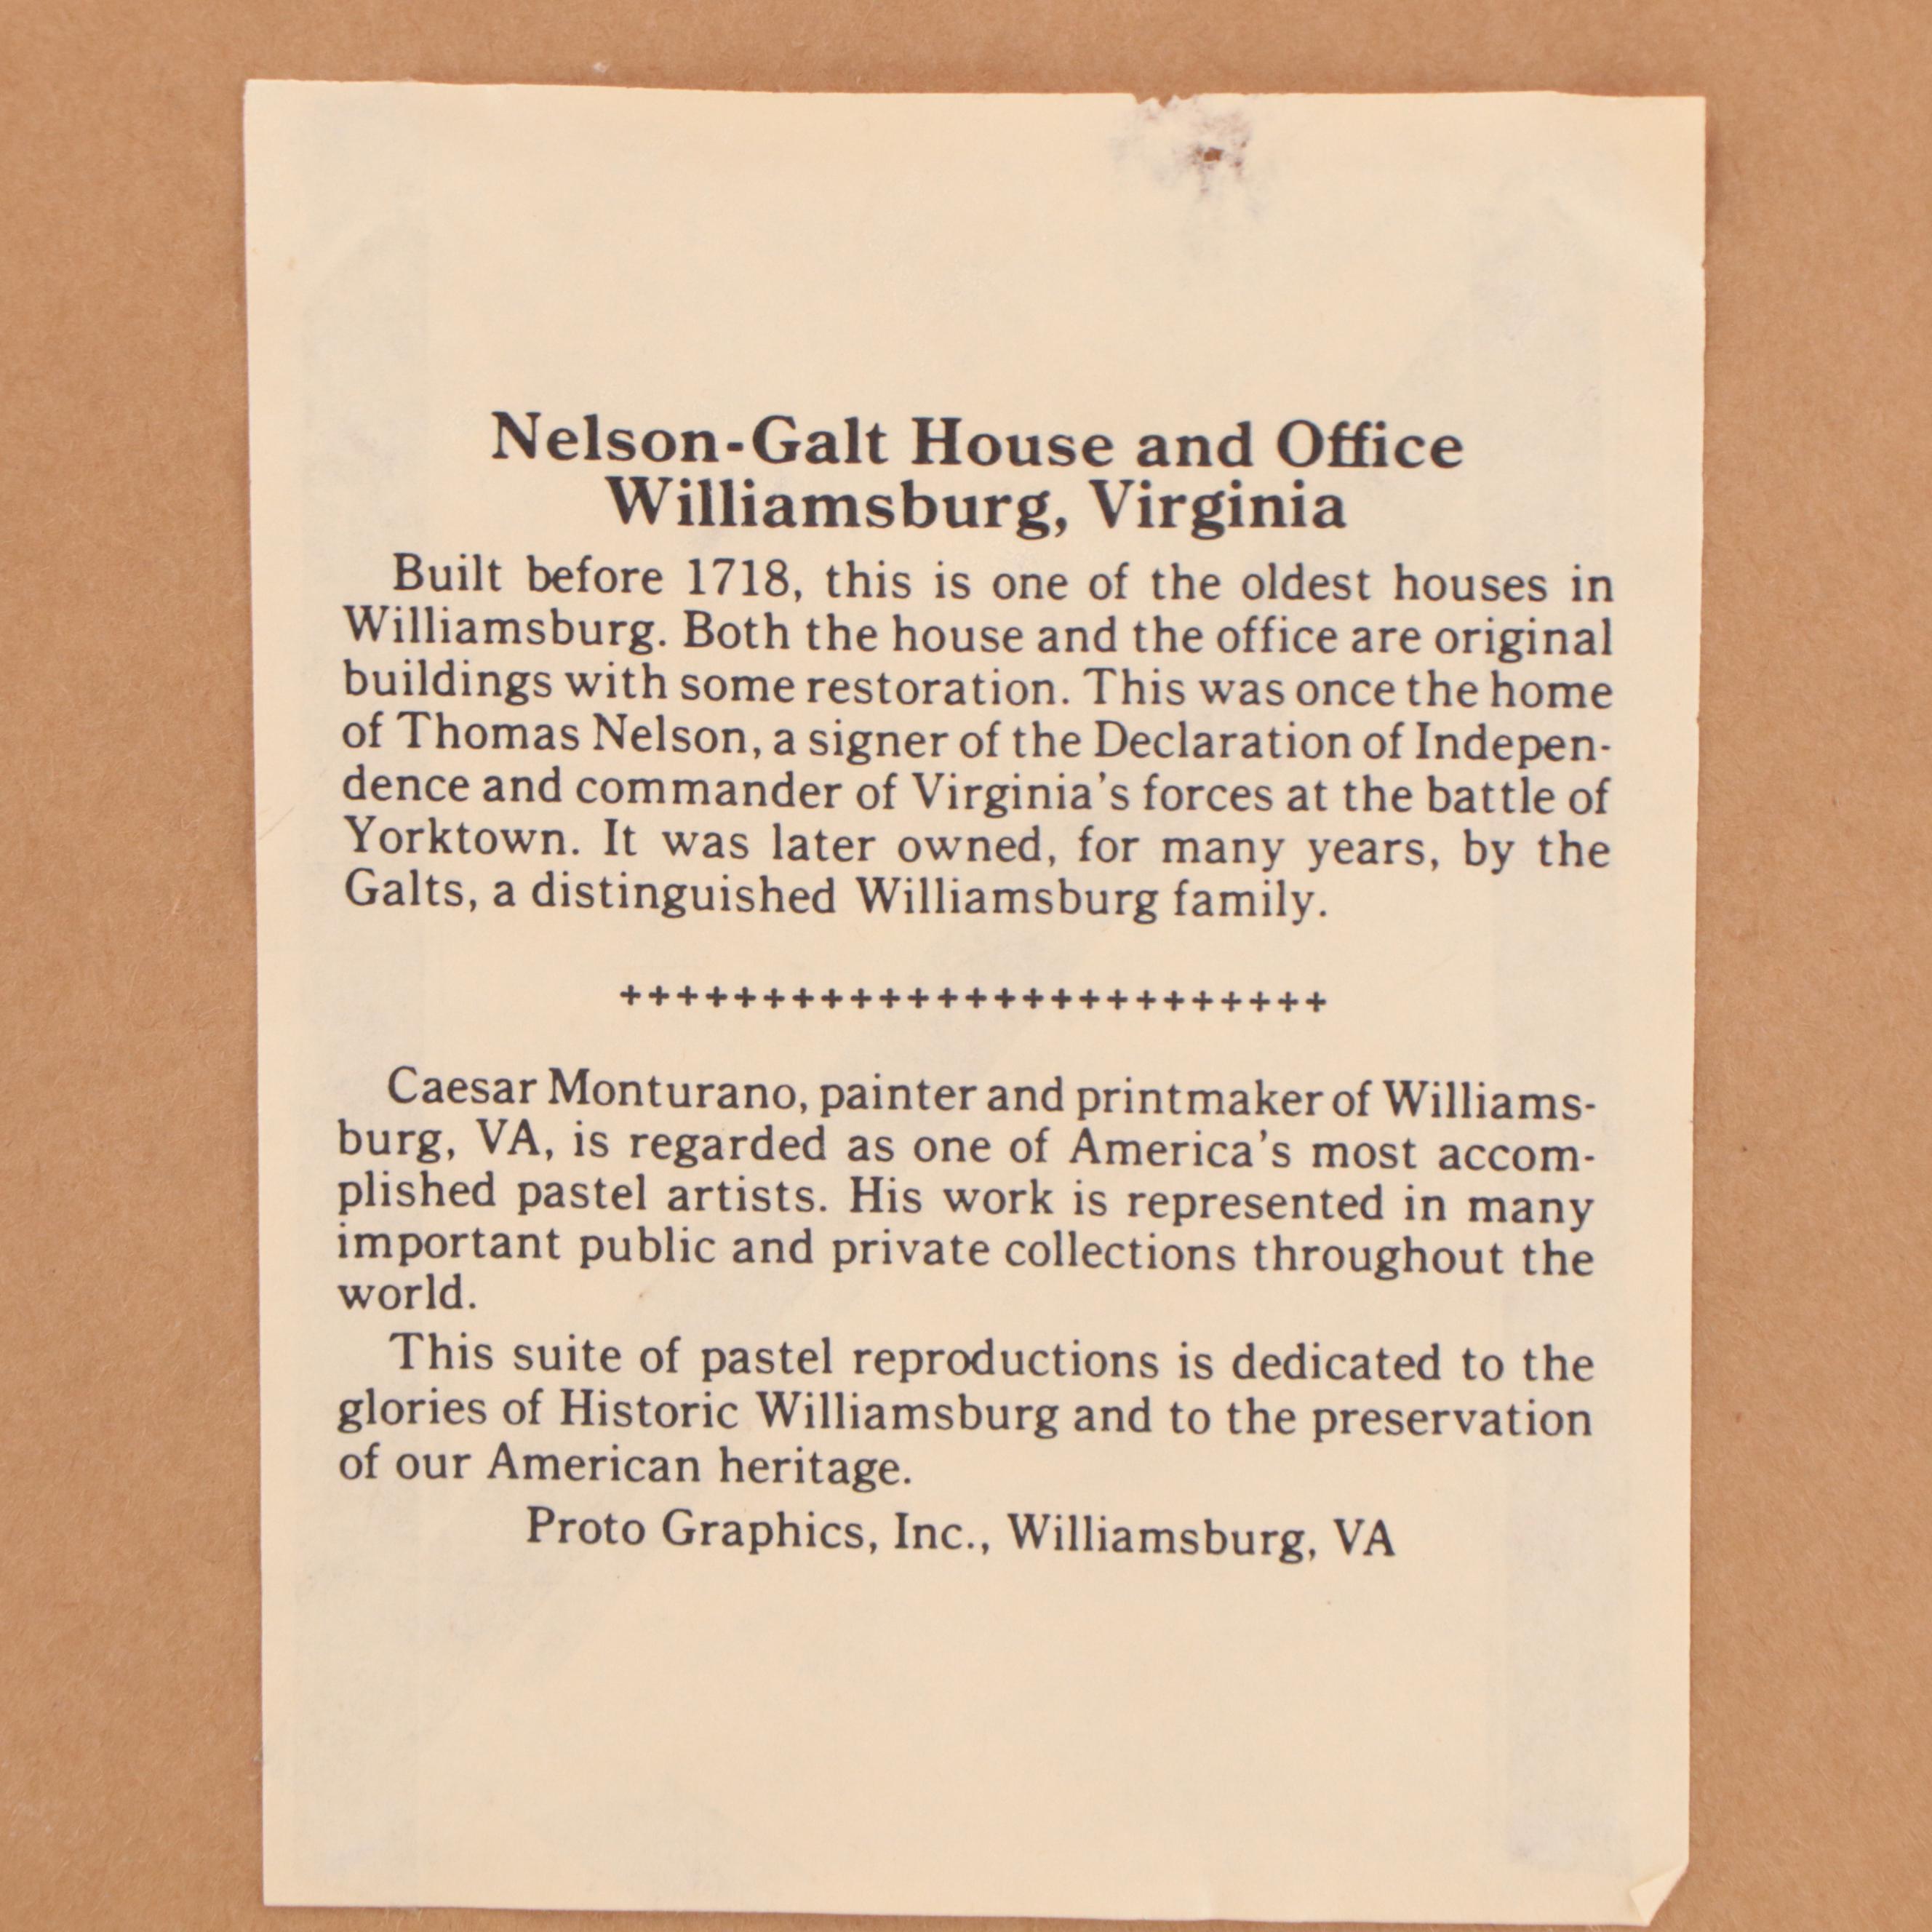 Nelson-Galt House and Office
Williamsburg, Virginia
Built before 1718, this is one of the oldest houses in
Williamsburg. Both the house and the office are original
buildings with some restoration. This was once the home
of Thomas Nelson, a signer of the Declaration of Indepen-
dence and commander of Virginia's forces at the battle of
Yorktown. It was later owned, for many years, by the
Galts, a distinguished Williamsburg family.
+++++++++++++++++++++++++
Caesar Monturano, painter and printmaker of Williams-
burg, VA, is regarded as one of America's most accom-
plished pastel artists. His work is represented in many
important public and private collections throughout the
world.
This suite of pastel reproductions is dedicated to the
glories of Historic Williamsburg and to the preservation
of our American heritage.
Proto Graphics, Inc., Williamsburg, VA